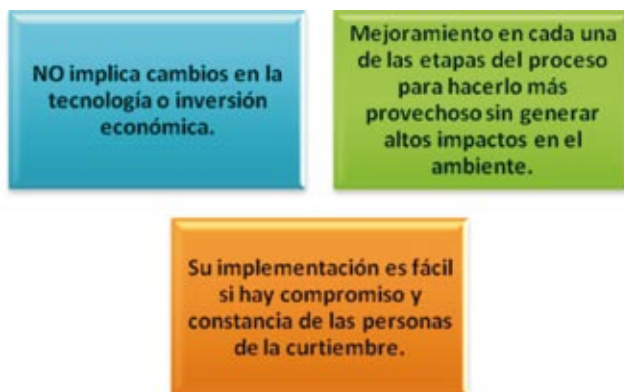 NO implica cambios en la
tecnología o inversión
económica.
Mejoramiento en cada una
de las etapas del proceso
para hacerlo más
provechoso sin generar
altos impactos en el
ambiente.
Su implementación es fácil
si hay compromiso y
constancia de las personas
de la curtiembre.